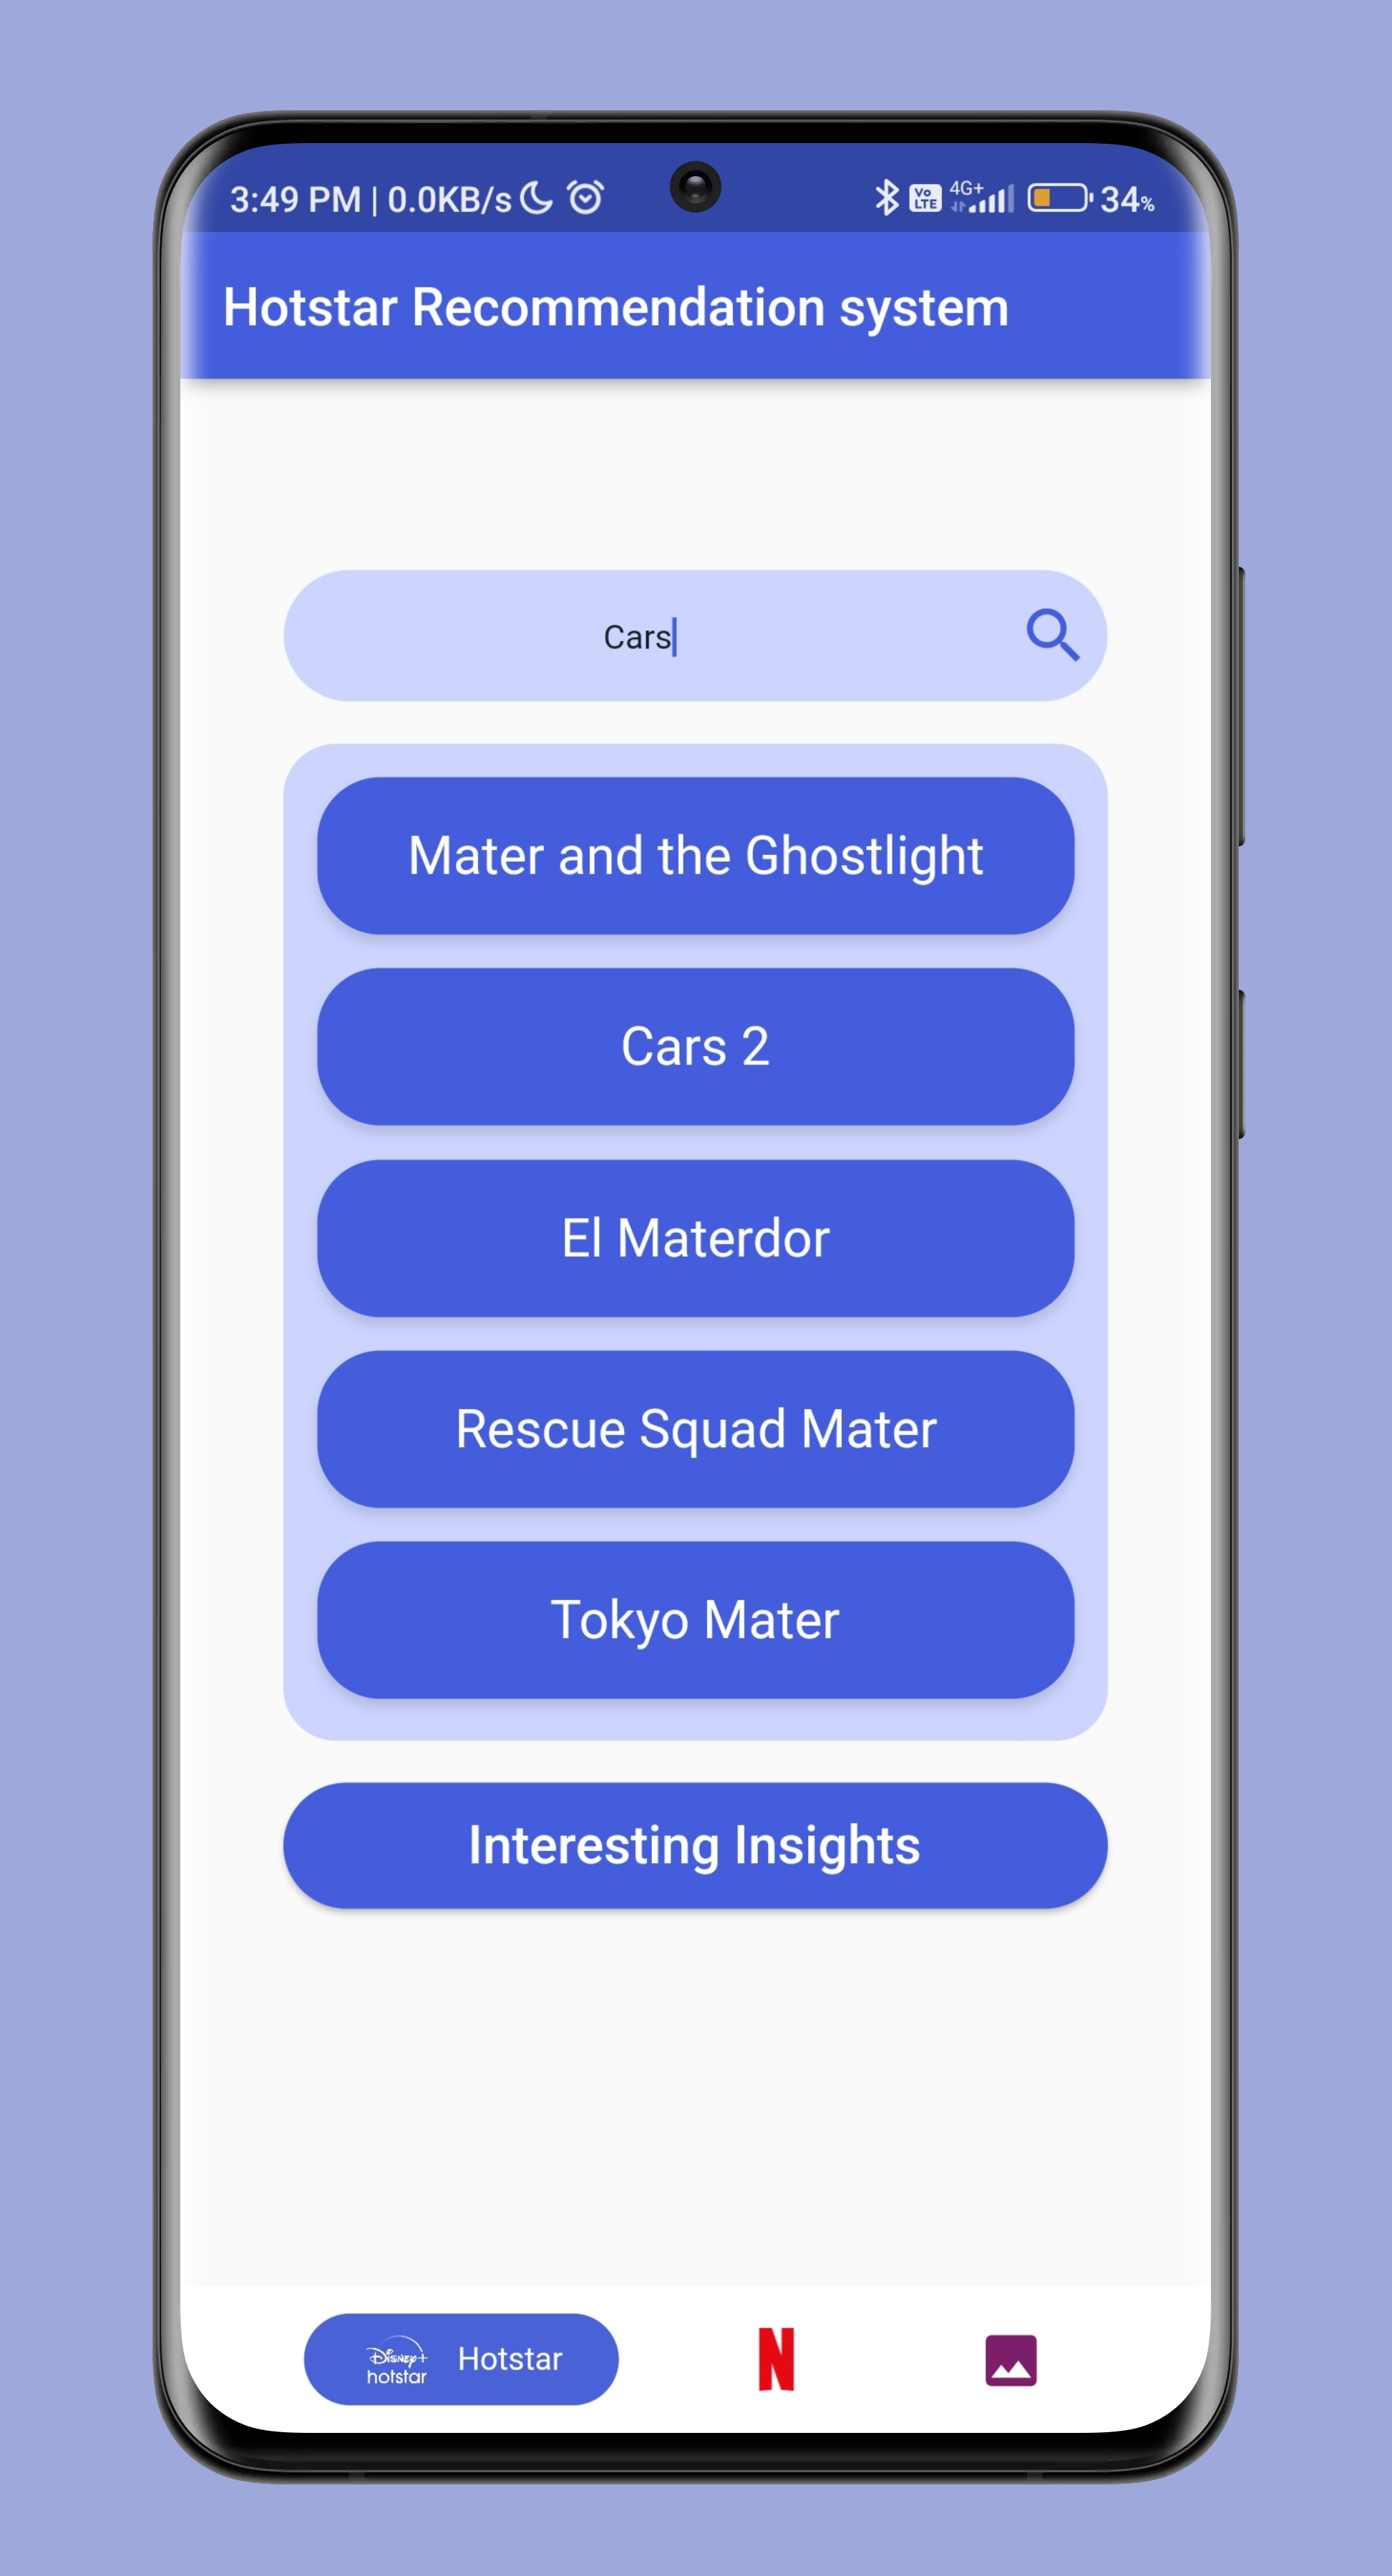 3:49 PM | 0.0KB/s Vo LTE 4G+ 34%
Hotstar Recommendation system
Cars
Mater and the Ghostlight
Cars 2
El Materdor
Rescue Squad Mater
Tokyo Mater
Interesting Insights
Disney+ hotstar Hotstar N